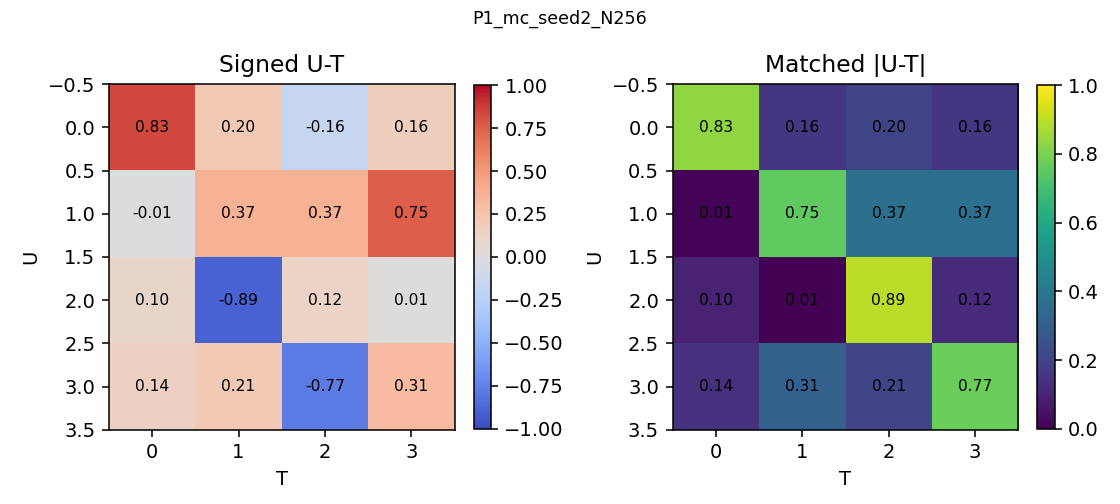 P1_mc_seed2_N256
Signed U-T
Matched |U-T|
−0.5
0.0
0.5
1.0
1.5
2.0
2.5
3.0
3.5
U
0.83 0.20 -0.16 0.16
-0.01 0.37 0.37 0.75
0.10 -0.89 0.12 0.01
0.14 0.21 -0.77 0.31
0 1 2 3
T
1.00
0.75
0.50
0.25
0.00
−0.25
−0.50
−0.75
−1.00
−0.5
0.0
0.5
1.0
1.5
2.0
2.5
3.0
3.5
U
0.83 0.16 0.20 0.16
0.01 0.75 0.37 0.37
0.10 0.01 0.89 0.12
0.14 0.31 0.21 0.77
0 1 2 3
T
1.0
0.8
0.6
0.4
0.2
0.0